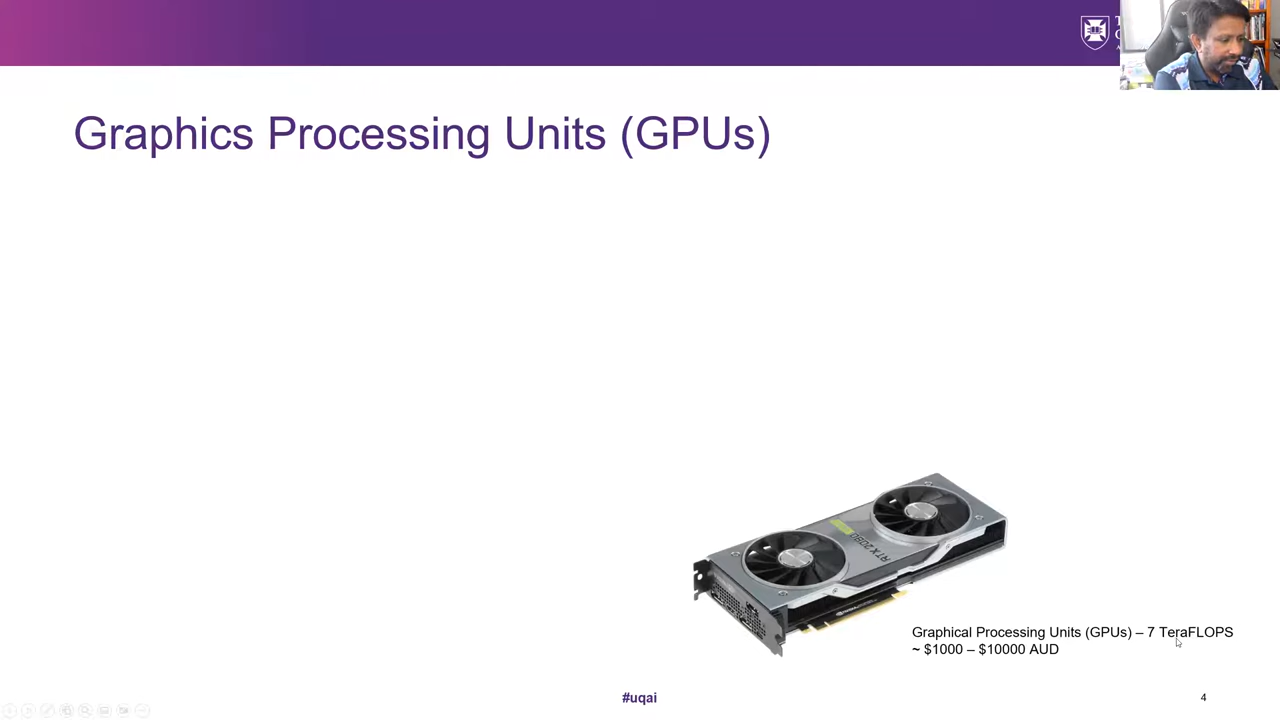 Graphics Processing Units (GPUs)
RTX 2080
Graphical Processing Units (GPUs) – 7 TeraFLOPS
~ $1000 – $10000 AUD
#uqai
4